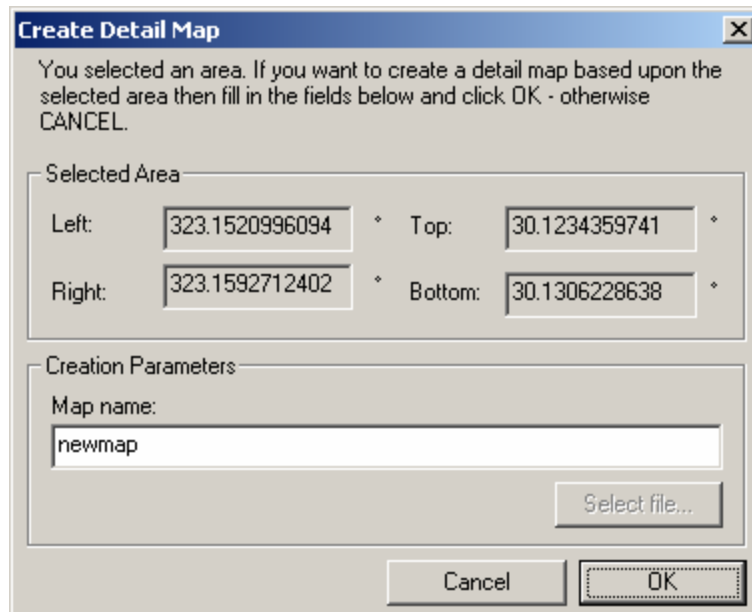 Create Detail Map
You selected an area. If you want to create a detail map based upon the
selected area then fill in the fields below and click OK - otherwise
CANCEL.
Selected Area
Left: 323.1520996094 ° Top: 30.1234359741 °
Right: 323.1592712402 ° Bottom: 30.1306228638 °
Creation Parameters
Map name:
newmap
Select file...
Cancel OK